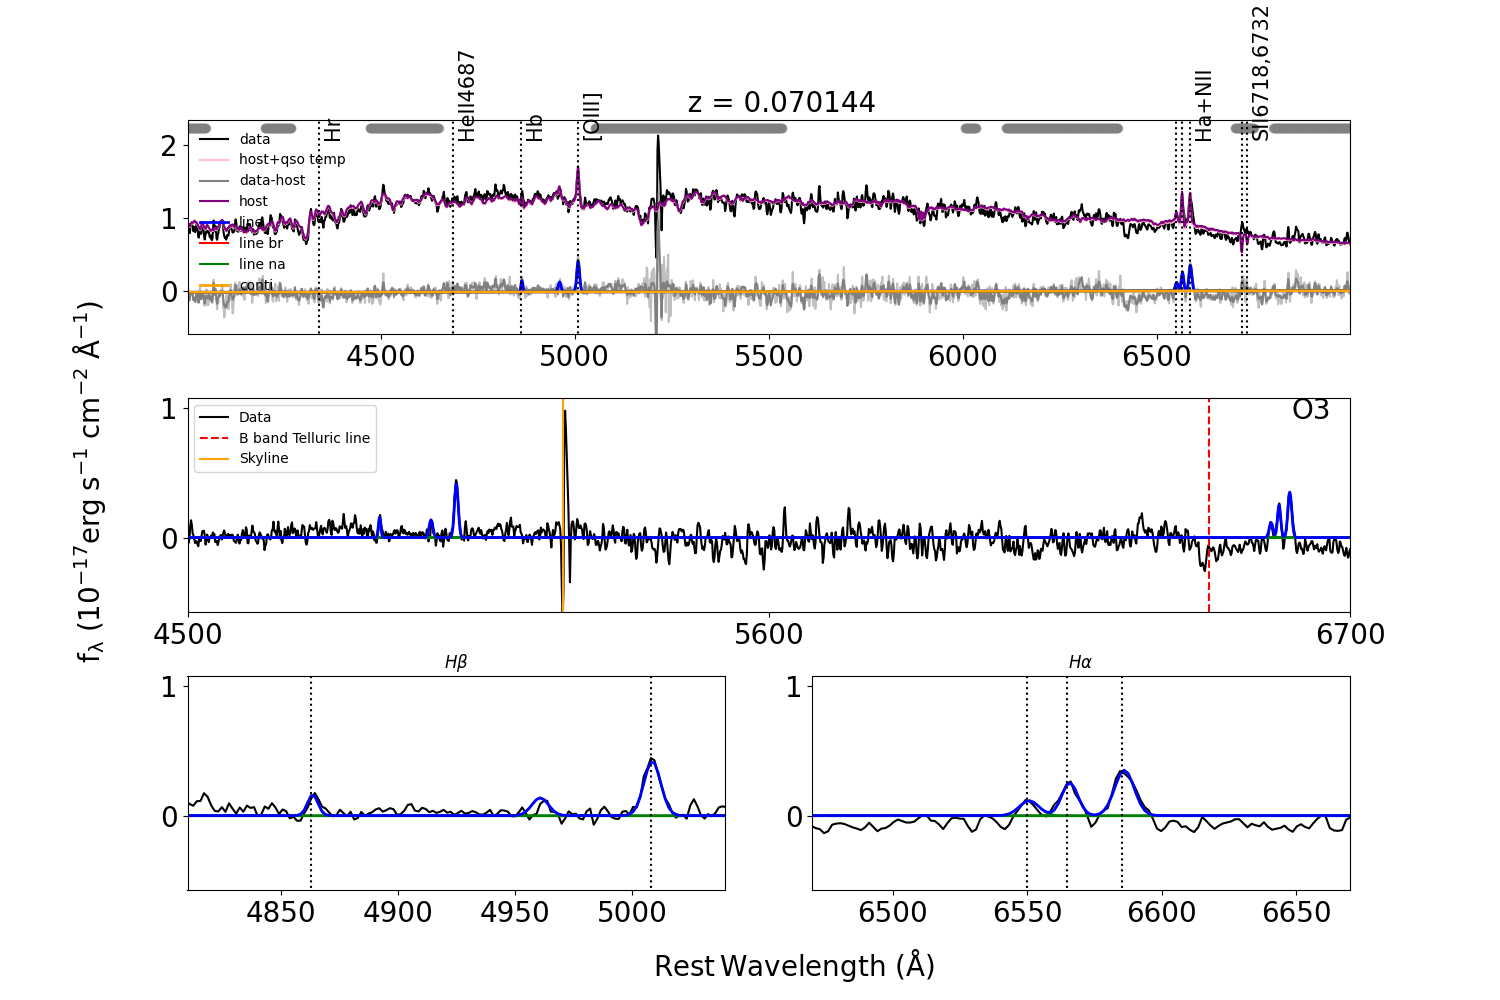 z = 0.070144
Hr
HeII4687
Hb
[OIII]
Ha+NII
SII6718,6732
data
host+qso temp
data-host
host
line
line br
line na
conti
2
1
0
4500 5000 5500 6000 6500
fλ (10⁻¹⁷erg s⁻¹ cm⁻² Å⁻¹)
O3
Data
B band Telluric line
Skyline
1
0
4500 5600 6700
Hβ
1
0
4850 4900 4950 5000
Hα
1
0
6500 6550 6600 6650
Rest Wavelength (Å)